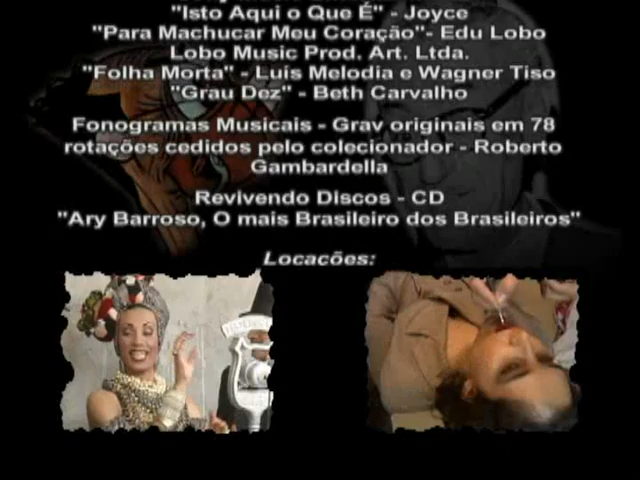 "Isto Aqui o Que É" - Joyce
"Para Machucar Meu Coração"- Edu Lobo
Lobo Music Prod. Art. Ltda.
"Folha Morta" - Luís Melodia e Wagner Tiso
"Grau Dez" - Beth Carvalho
Fonogramas Musicais - Grav originais em 78
rotações cedidos pelo colecionador - Roberto
Gambardella
Revivendo Discos - CD
"Ary Barroso, O mais Brasileiro dos Brasileiros"
Locações: